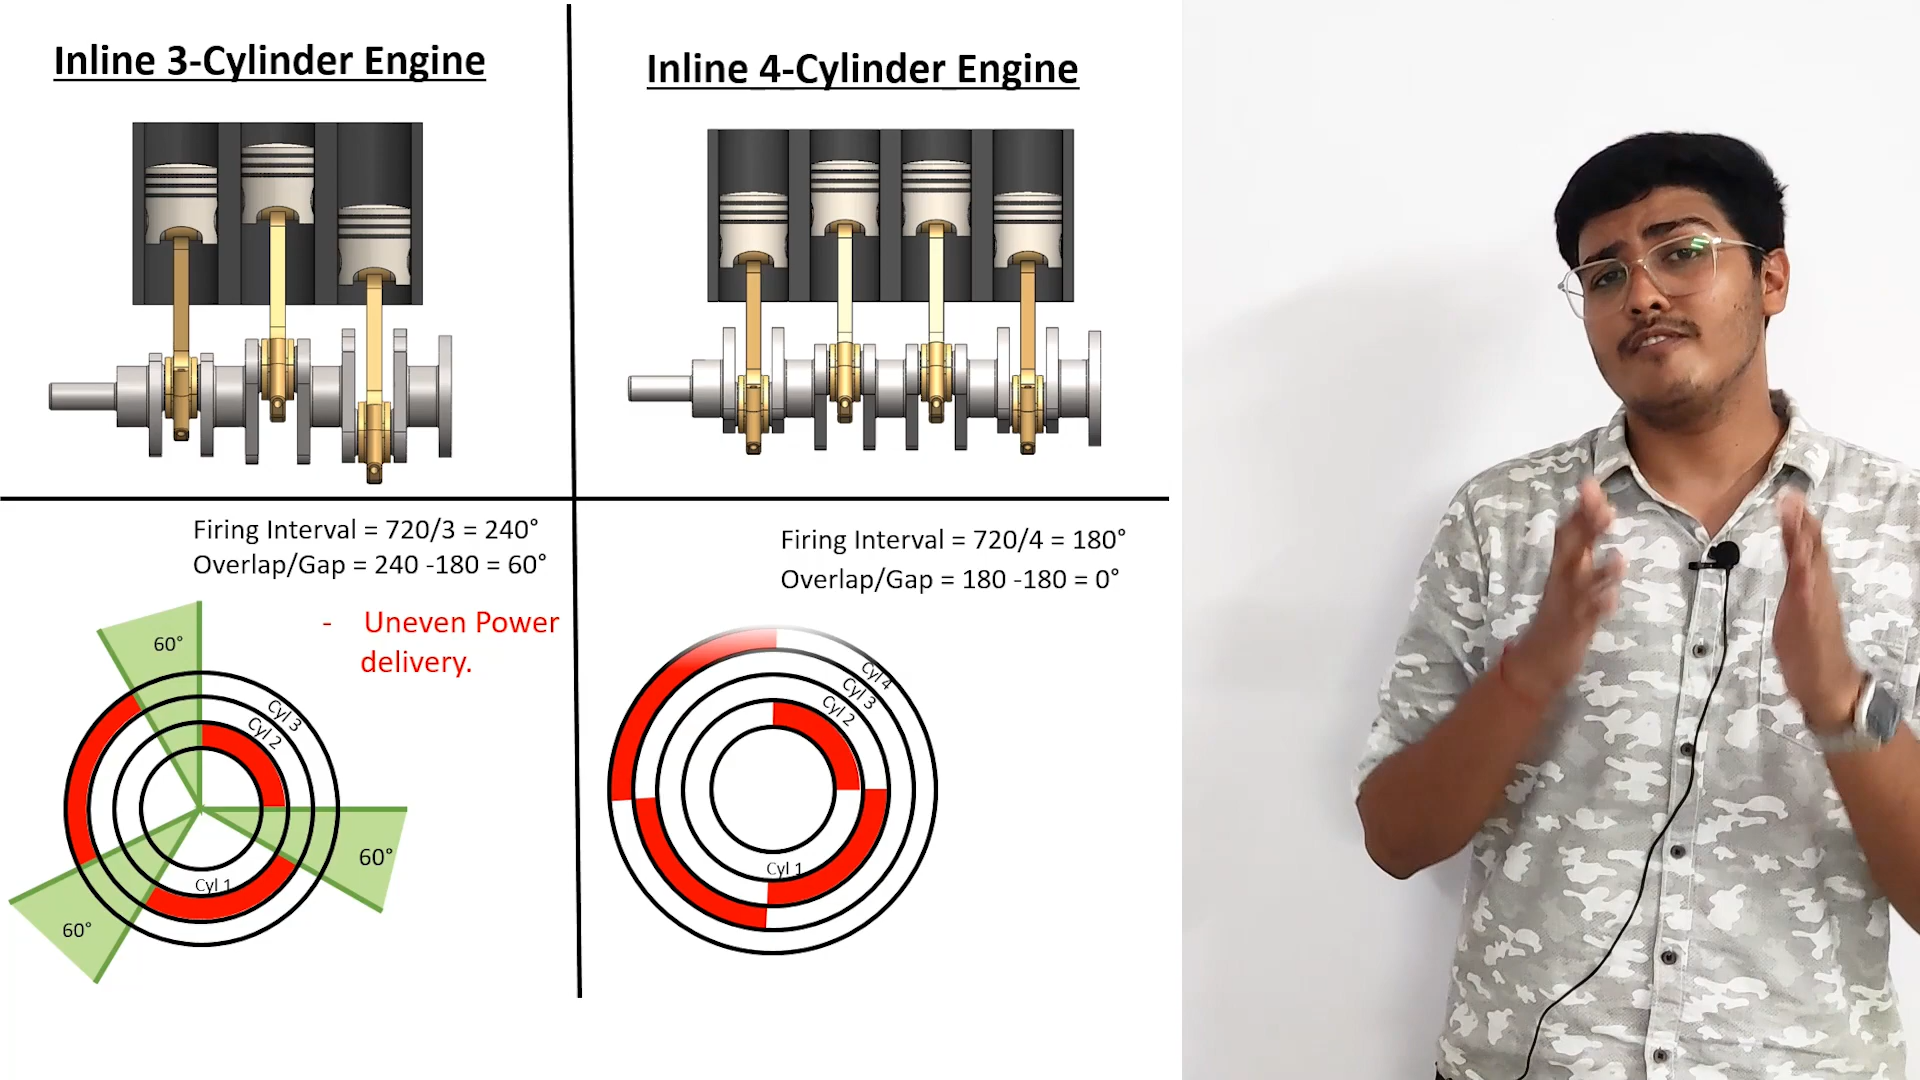 Inline 3-Cylinder Engine
Firing Interval = 720/3 = 240°
Overlap/Gap = 240 -180 = 60°
- Uneven Power
delivery.
60°
Cyl 3
Cyl 2
60°
Cyl 1
60°
Inline 4-Cylinder Engine
Firing Interval = 720/4 = 180°
Overlap/Gap = 180 -180 = 0°
Cyl 4
Cyl 3
Cyl 2
Cyl 1